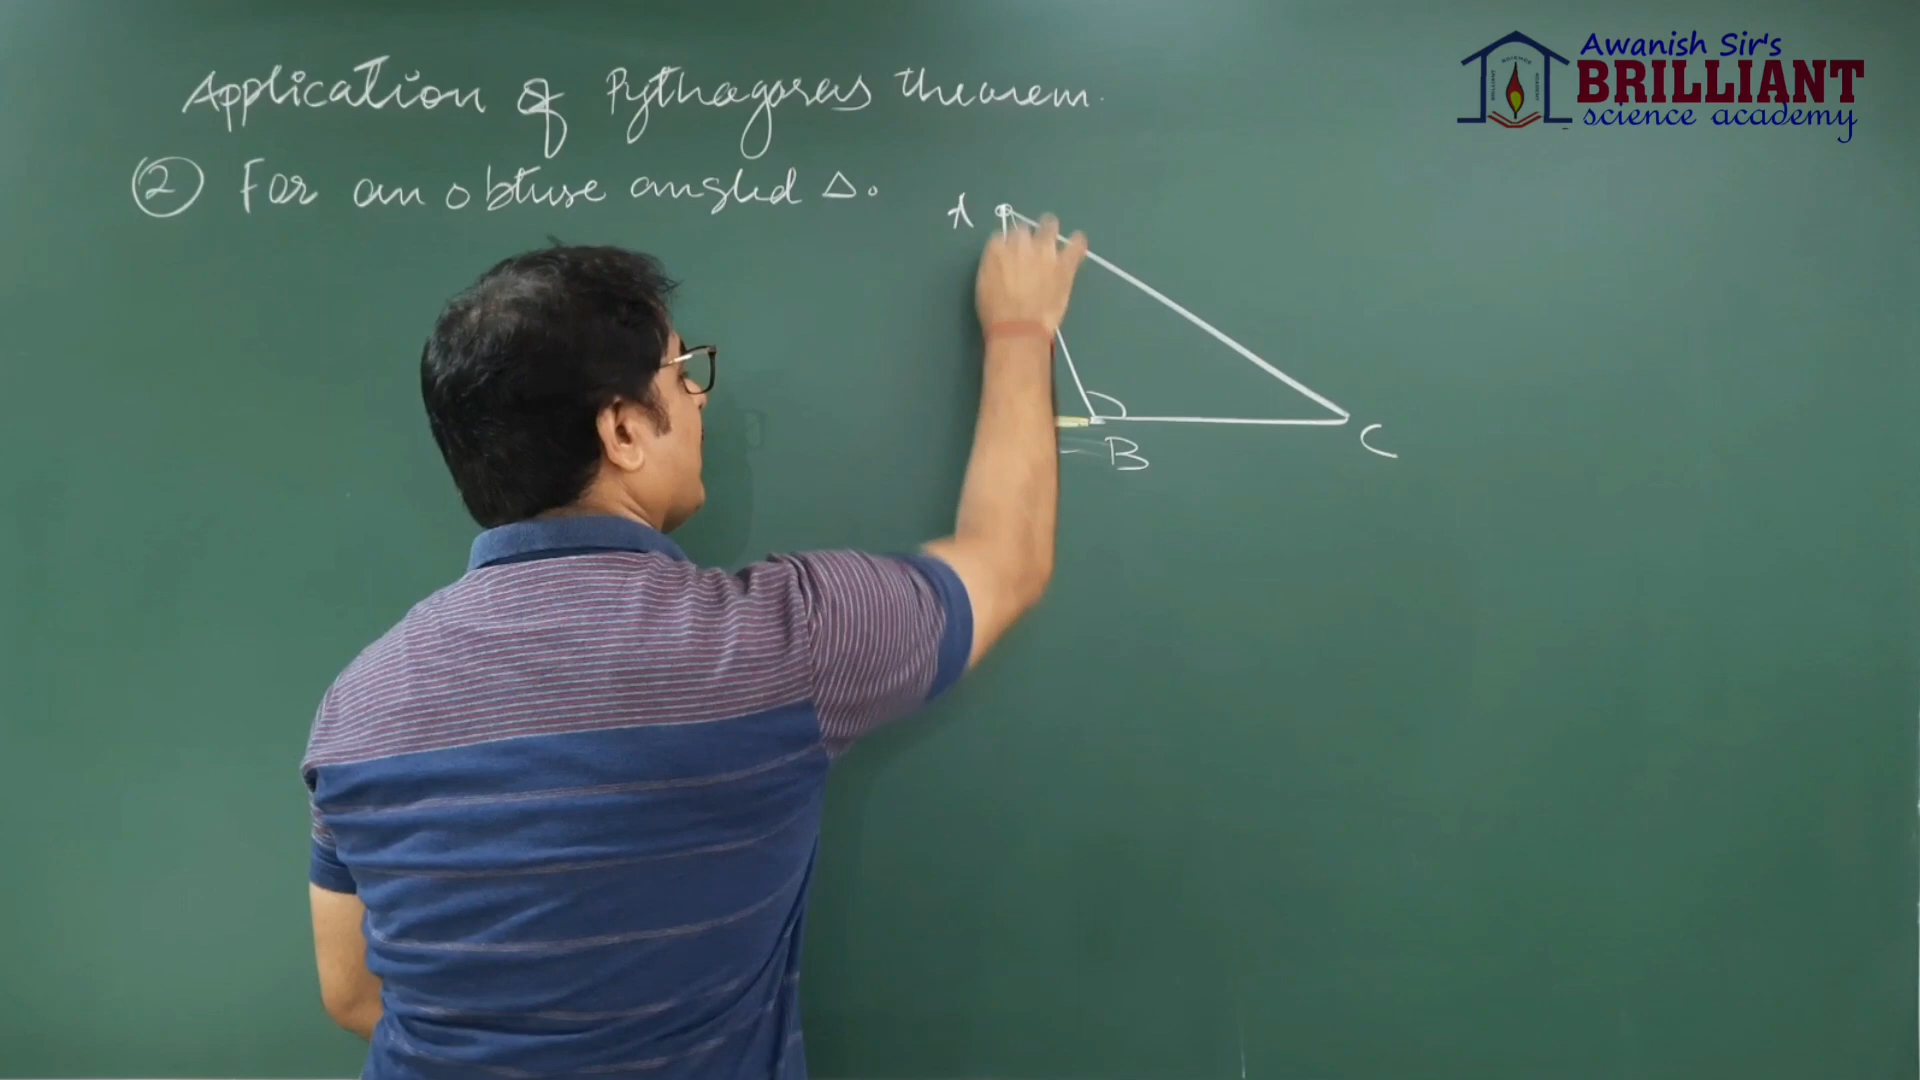 Awanish Sir's
BRILLIANT
science academy
Application of Pythagoras theorem.
② For an obtuse angled Δ.
A
B
C